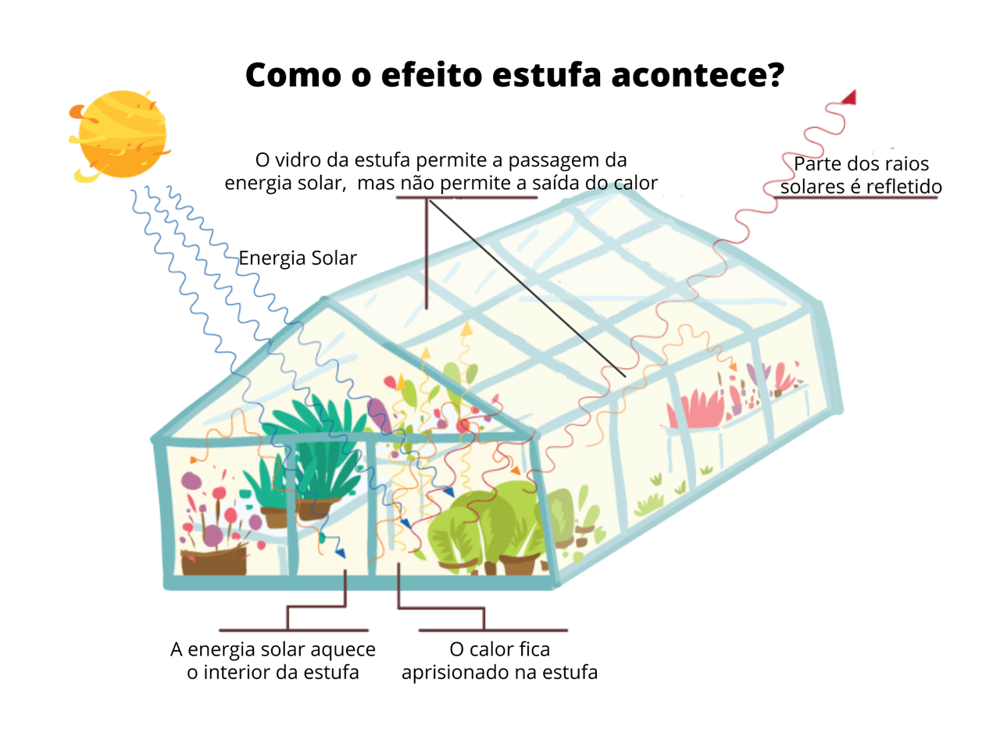 Como o efeito estufa acontece?
O vidro da estufa permite a passagem da
energia solar, mas não permite a saída do calor
Parte dos raios
solares é refletido
Energia Solar
A energia solar aquece
o interior da estufa
O calor fica
aprisionado na estufa